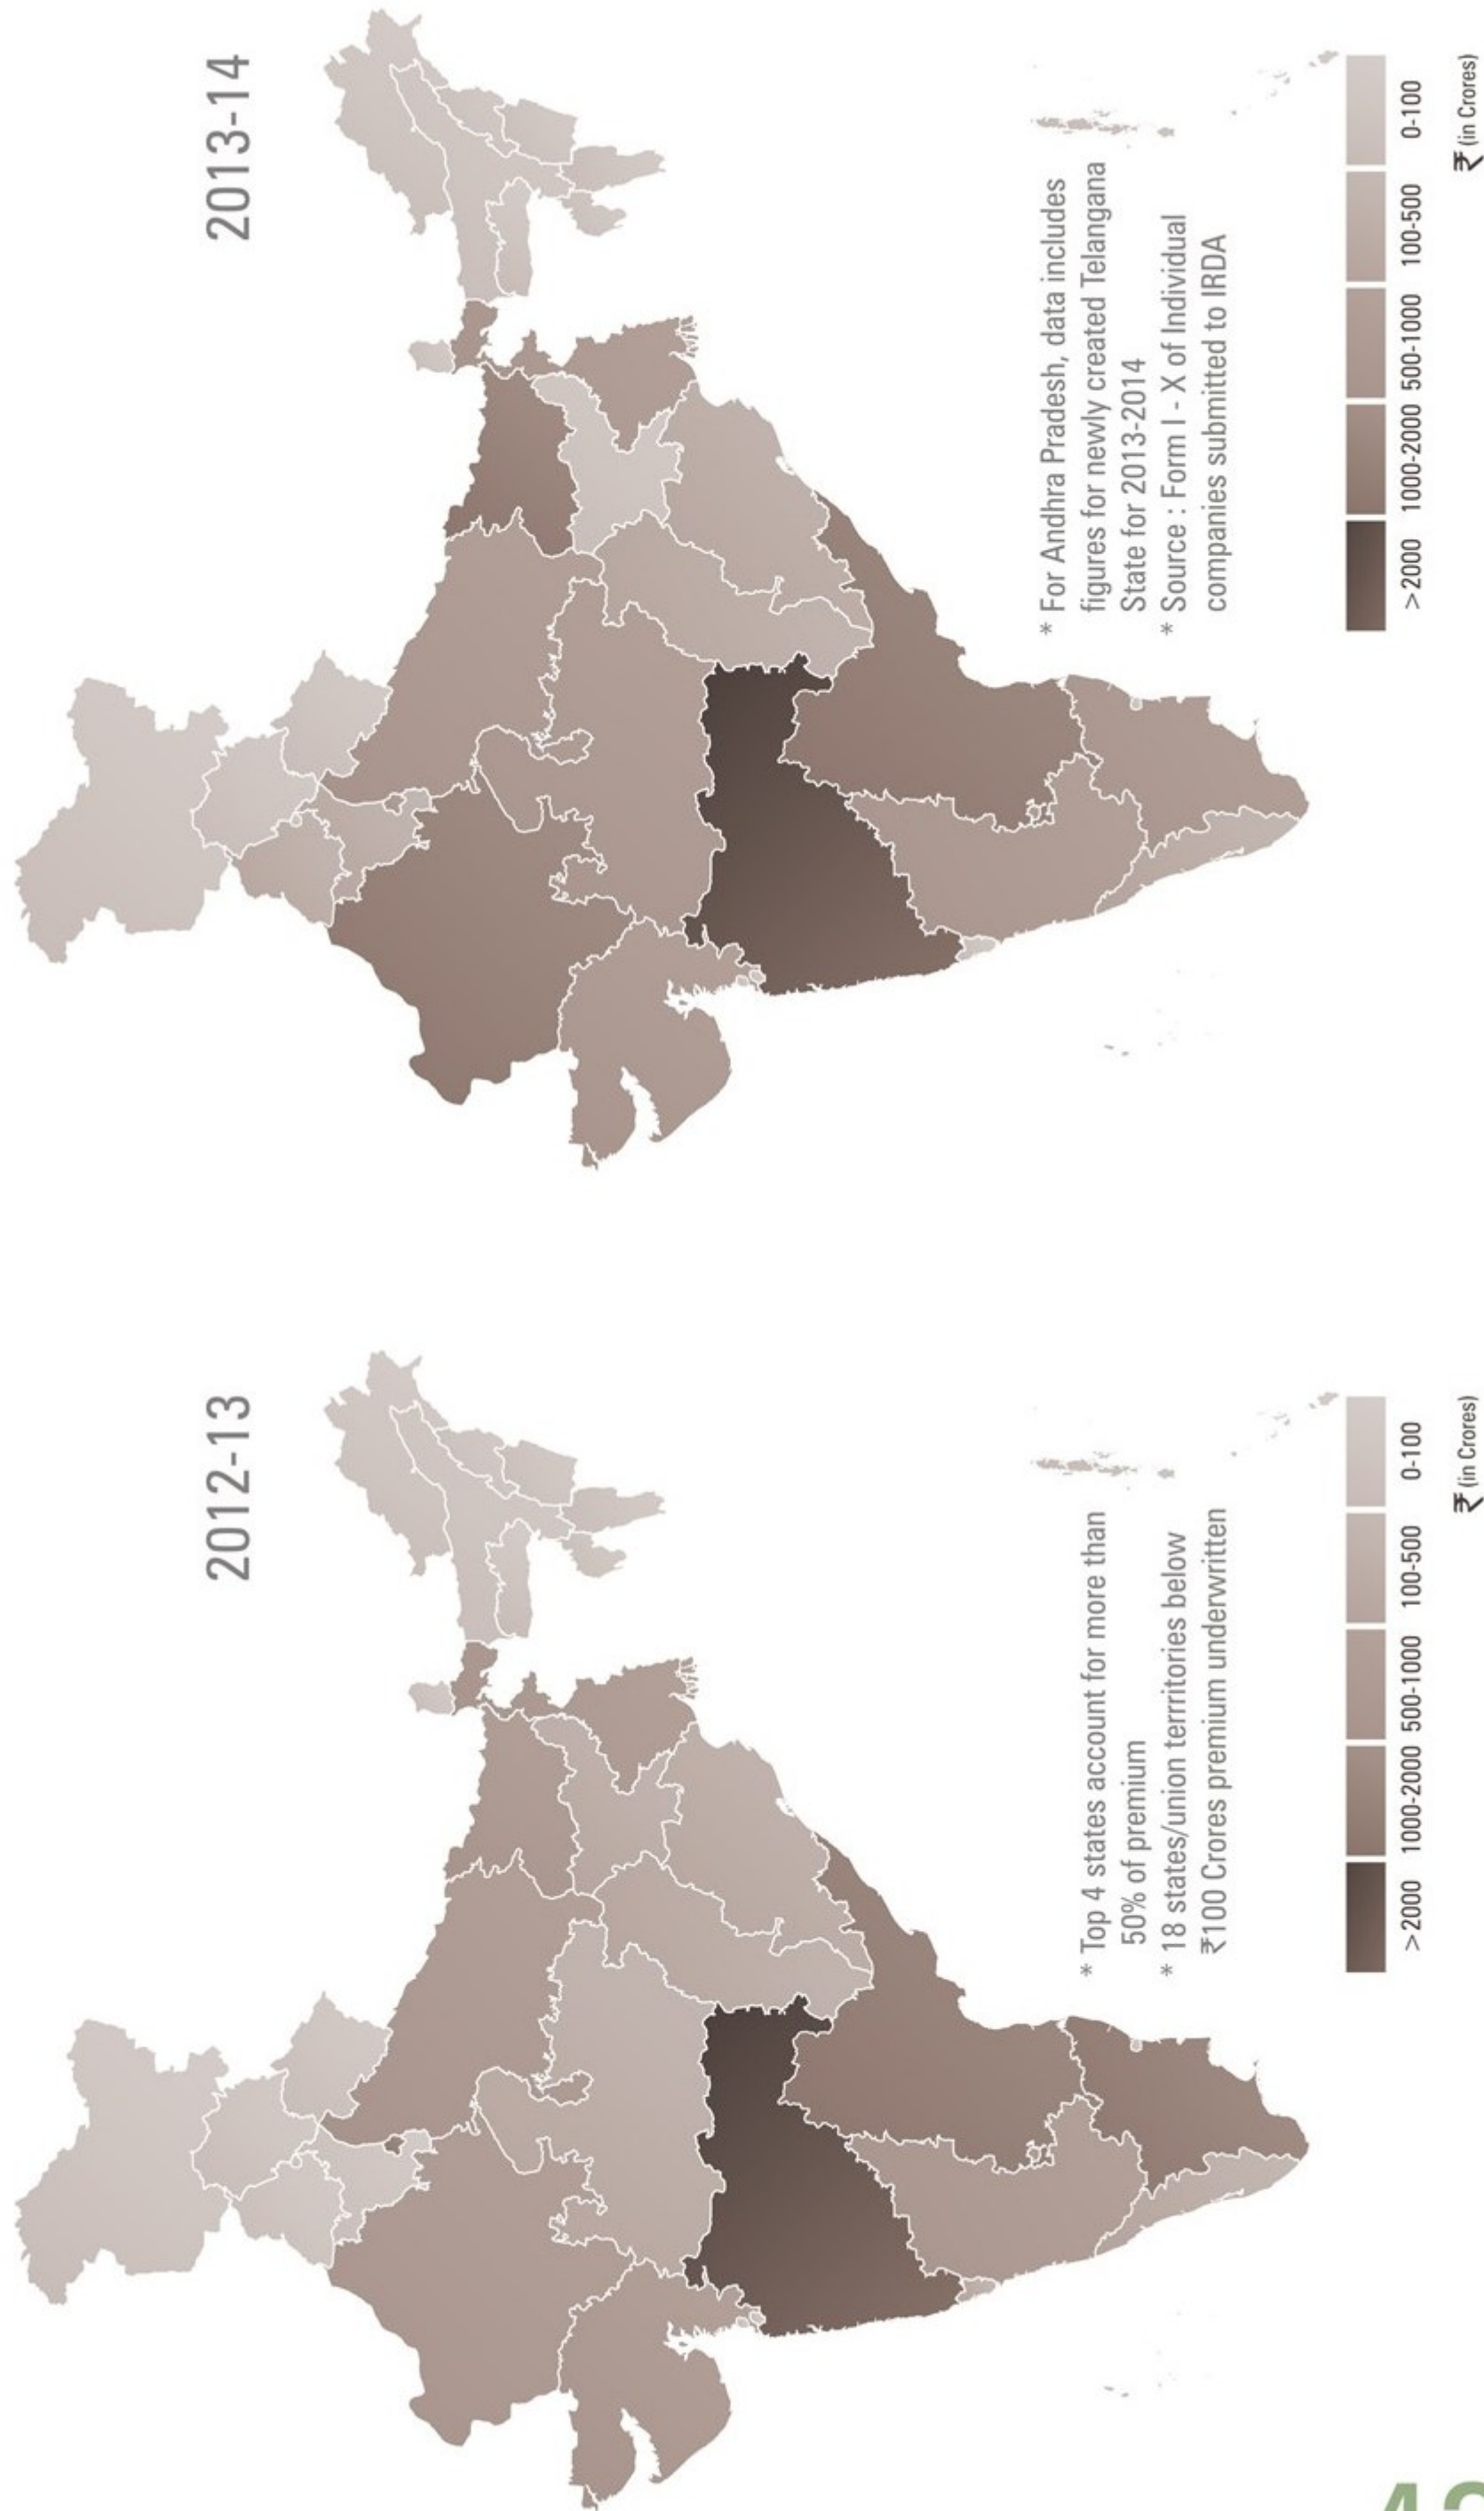 2012-13
* Top 4 states account for more than
50% of premium
* 18 states/union territories below
₹100 Crores premium underwritten
>2000 1000-2000 500-1000 100-500 0-100
₹ (in Crores)
2013-14
* For Andhra Pradesh, data includes
figures for newly created Telangana
State for 2013-2014
* Source : Form I - X of Individual
companies submitted to IRDA
>2000 1000-2000 500-1000 100-500 0-100
₹ (in Crores)